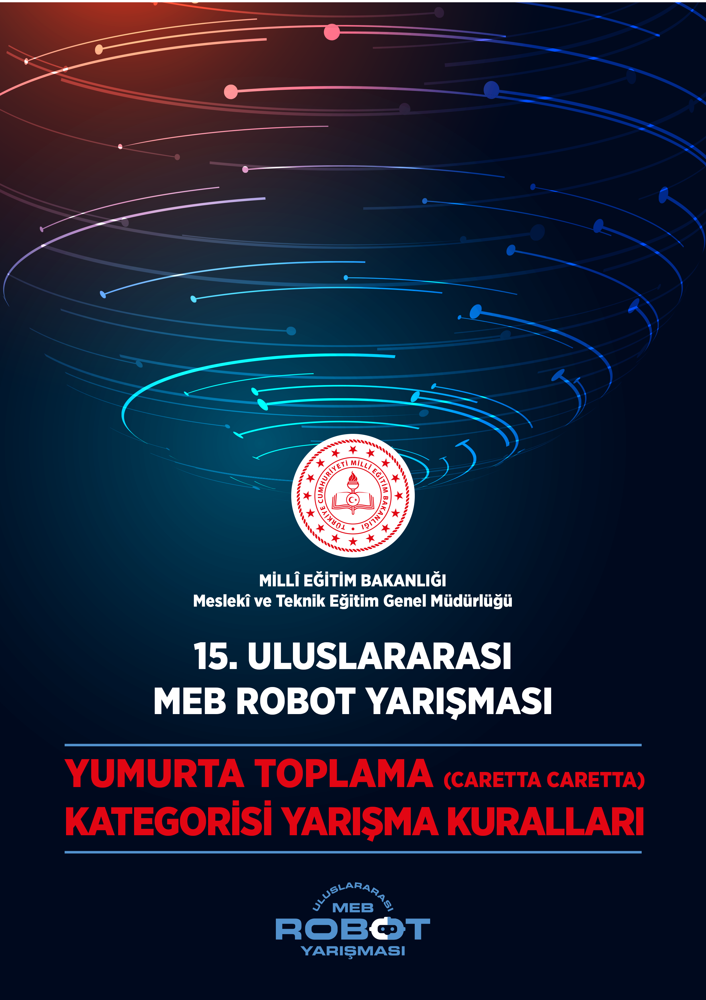 TÜRKİYE CUMHURİYETİ MİLLÎ EĞİTİM BAKANLIĞI
MİLLÎ EĞİTİM BAKANLIĞI
Meslekî ve Teknik Eğitim Genel Müdürlüğü
15. ULUSLARARASI
MEB ROBOT YARIŞMASI
YUMURTA TOPLAMA (CARETTA CARETTA)
KATEGORİSİ YARIŞMA KURALLARI
ULUSLARARASI
MEB
ROBOT
YARIŞMASI